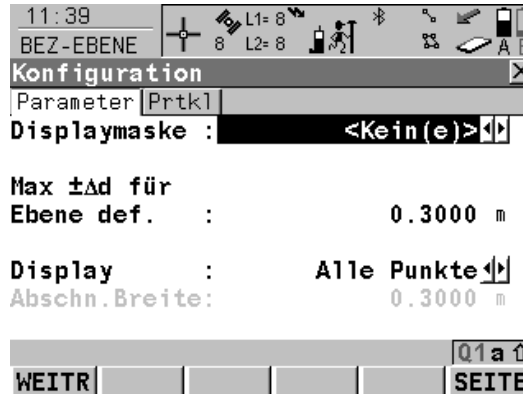 11:39
BEZ-EBENE 8 L1= 8 L2= 8 A
Konfiguration X
Parameter Prtkl
Displaymaske : <Kein(e)>
Max ±Δd für
Ebene def. : 0.3000 m
Display : Alle Punkte
Abschn.Breite: 0.3000 m
Q1 a
WEITR SEITE